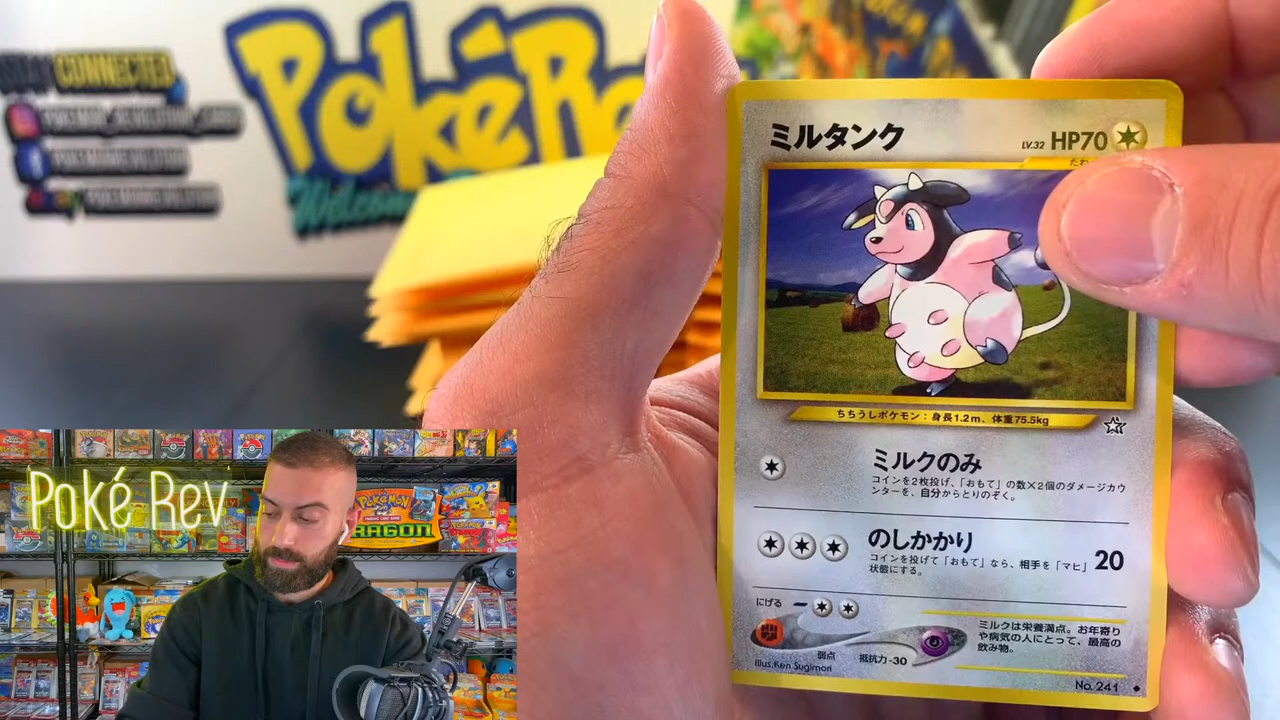 CONNECTED
PokéRe
Welcome
ミルタンク
LV.32 HP70
たね
ちちうしポケモン:身長1.2m、体重75.5kg
ミルクのみ
コインを2枚投げ、「おもて」の数×2個のダメージカウ
ンターを、自分からとりのぞく。
のしかかり
20
コインを投げて「おもて」なら、相手を「マヒ」
状態にする。
にげる
弱点
抵抗力-30
ミルクは栄養満点。お年寄り
や病気の人にとって、最高の
飲み物。
Illus.Ken Sugimori
No. 241
Poké Rev
POKÉMON
DRAGON